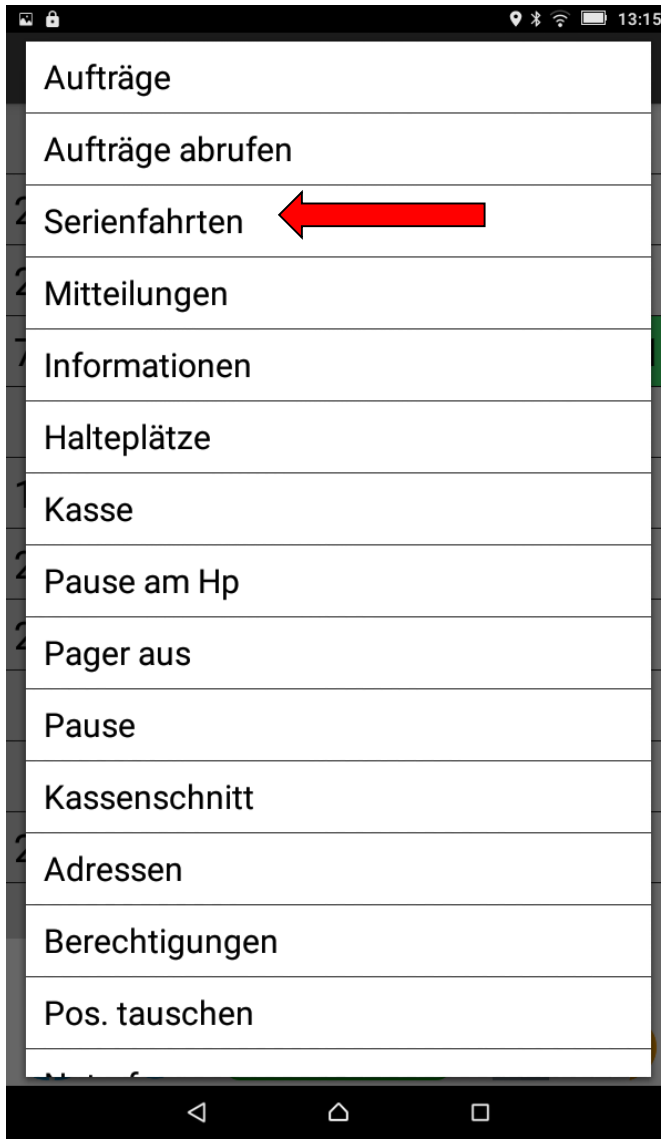 13:15
Aufträge
Aufträge abrufen
Serienfahrten
Mitteilungen
Informationen
Halteplätze
Kasse
Pause am Hp
Pager aus
Pause
Kassenschnitt
Adressen
Berechtigungen
Pos. tauschen